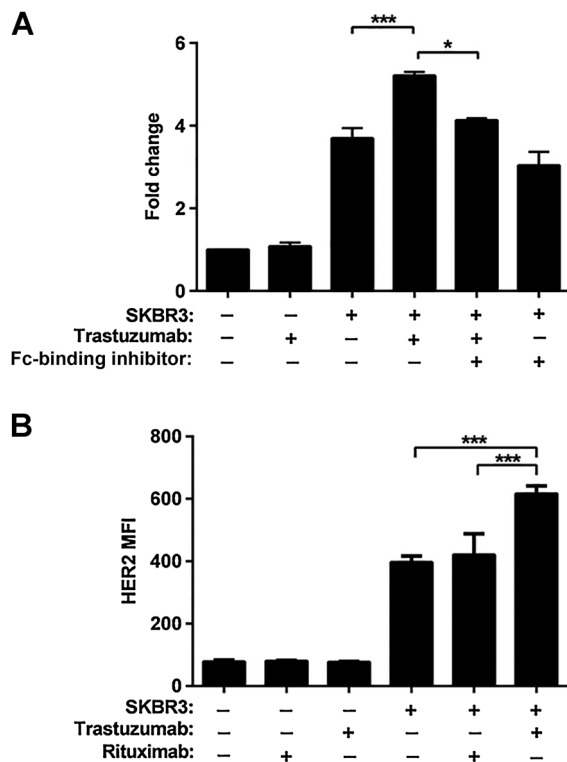 A
*** *
6
4
2
0
Fold change
SKBR3: – – + + + +
Trastuzumab: – + – + + –
Fc-binding inhibitor: – – – – + +
B
***
***
800
600
400
200
0
HER2 MFI
SKBR3: – – – + + +
Trastuzumab: – – + – – +
Rituximab: – + – – + –